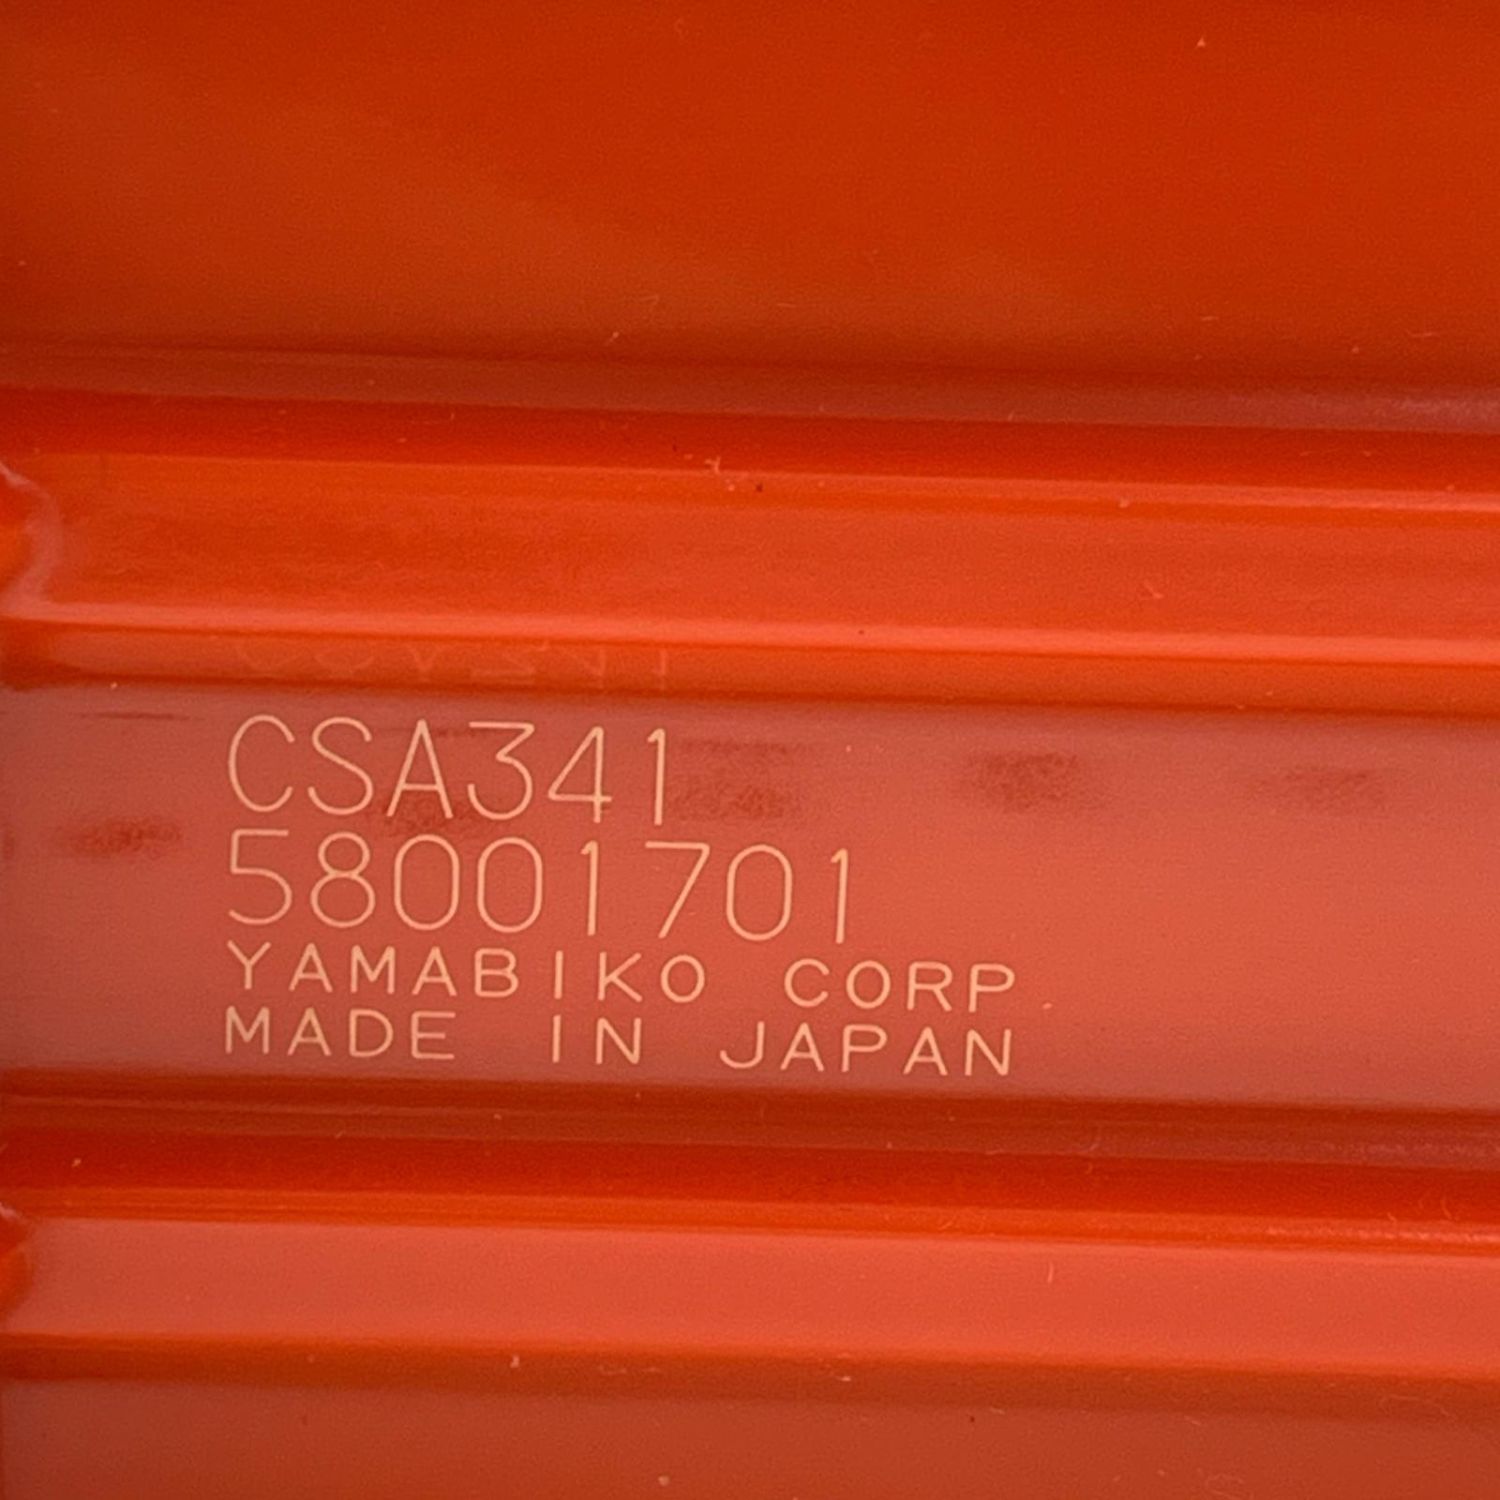 CSA341
58001701
YAMABIKO CORP.
MADE IN JAPAN